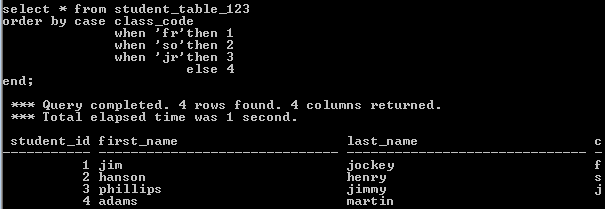 select * from student_table_123
order by case class_code
when 'fr'then 1
when 'so'then 2
when 'jr'then 3
else 4
end;
*** Query completed. 4 rows found. 4 columns returned.
*** Total elapsed time was 1 second.
student_id first_name last_name c
1 jim jockey f
2 hanson henry s
3 phillips jimmy j
4 adams martin